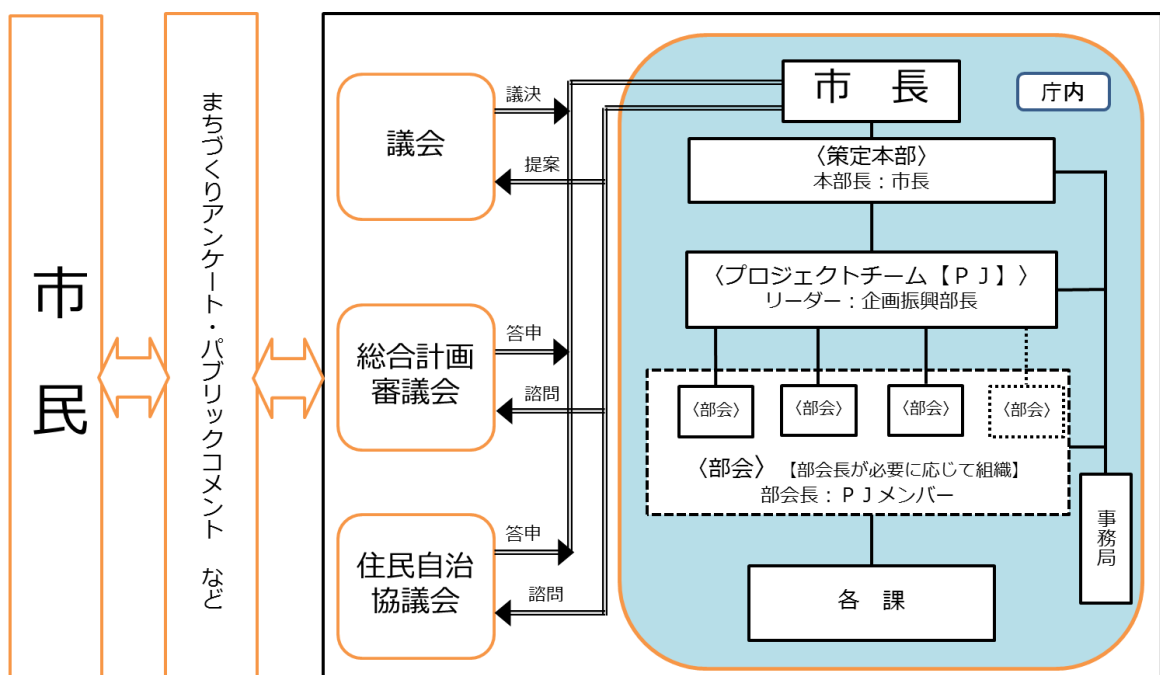 市民
まちづくりアンケート・パブリックコメント　など
議会
議決
提案
総合計画
審議会
答申
諮問
住民自治
協議会
答申
諮問
庁内
市　長
〈策定本部〉
本部長：市長
〈プロジェクトチーム【ＰＪ】〉
リーダー：企画振興部長
〈部会〉
〈部会〉
〈部会〉
〈部会〉
〈部会〉【部会長が必要に応じて組織】
部会長：ＰＪメンバー
事務局
各　課